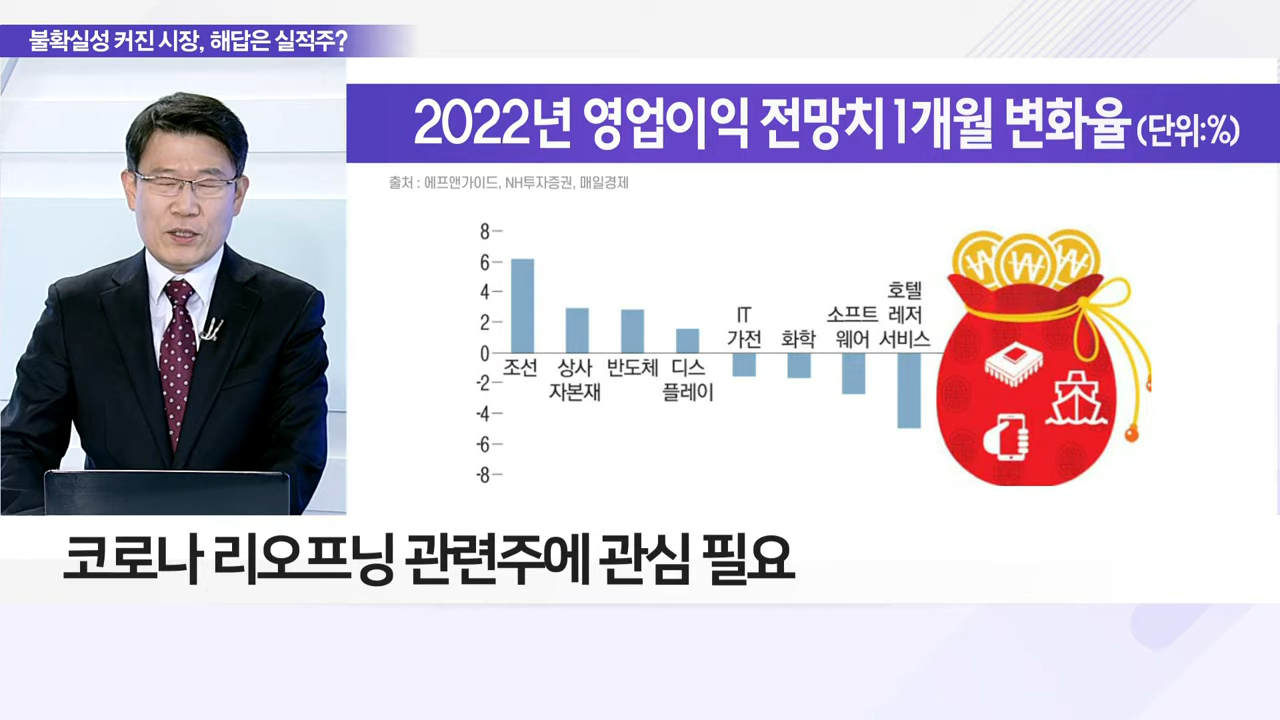 불확실성 커진 시장, 해답은 실적주?
2022년 영업이익 전망치 1개월 변화율 (단위:%)
출처 : 에프앤가이드, NH투자증권, 매일경제
8
6
4
2
0
-2
-4
-6
-8
조선
상사
자본재
반도체
디스
플레이
IT
가전
화학
소프트
웨어
호텔
레저
서비스
₩ ₩ ₩
코로나 리오프닝 관련주에 관심 필요